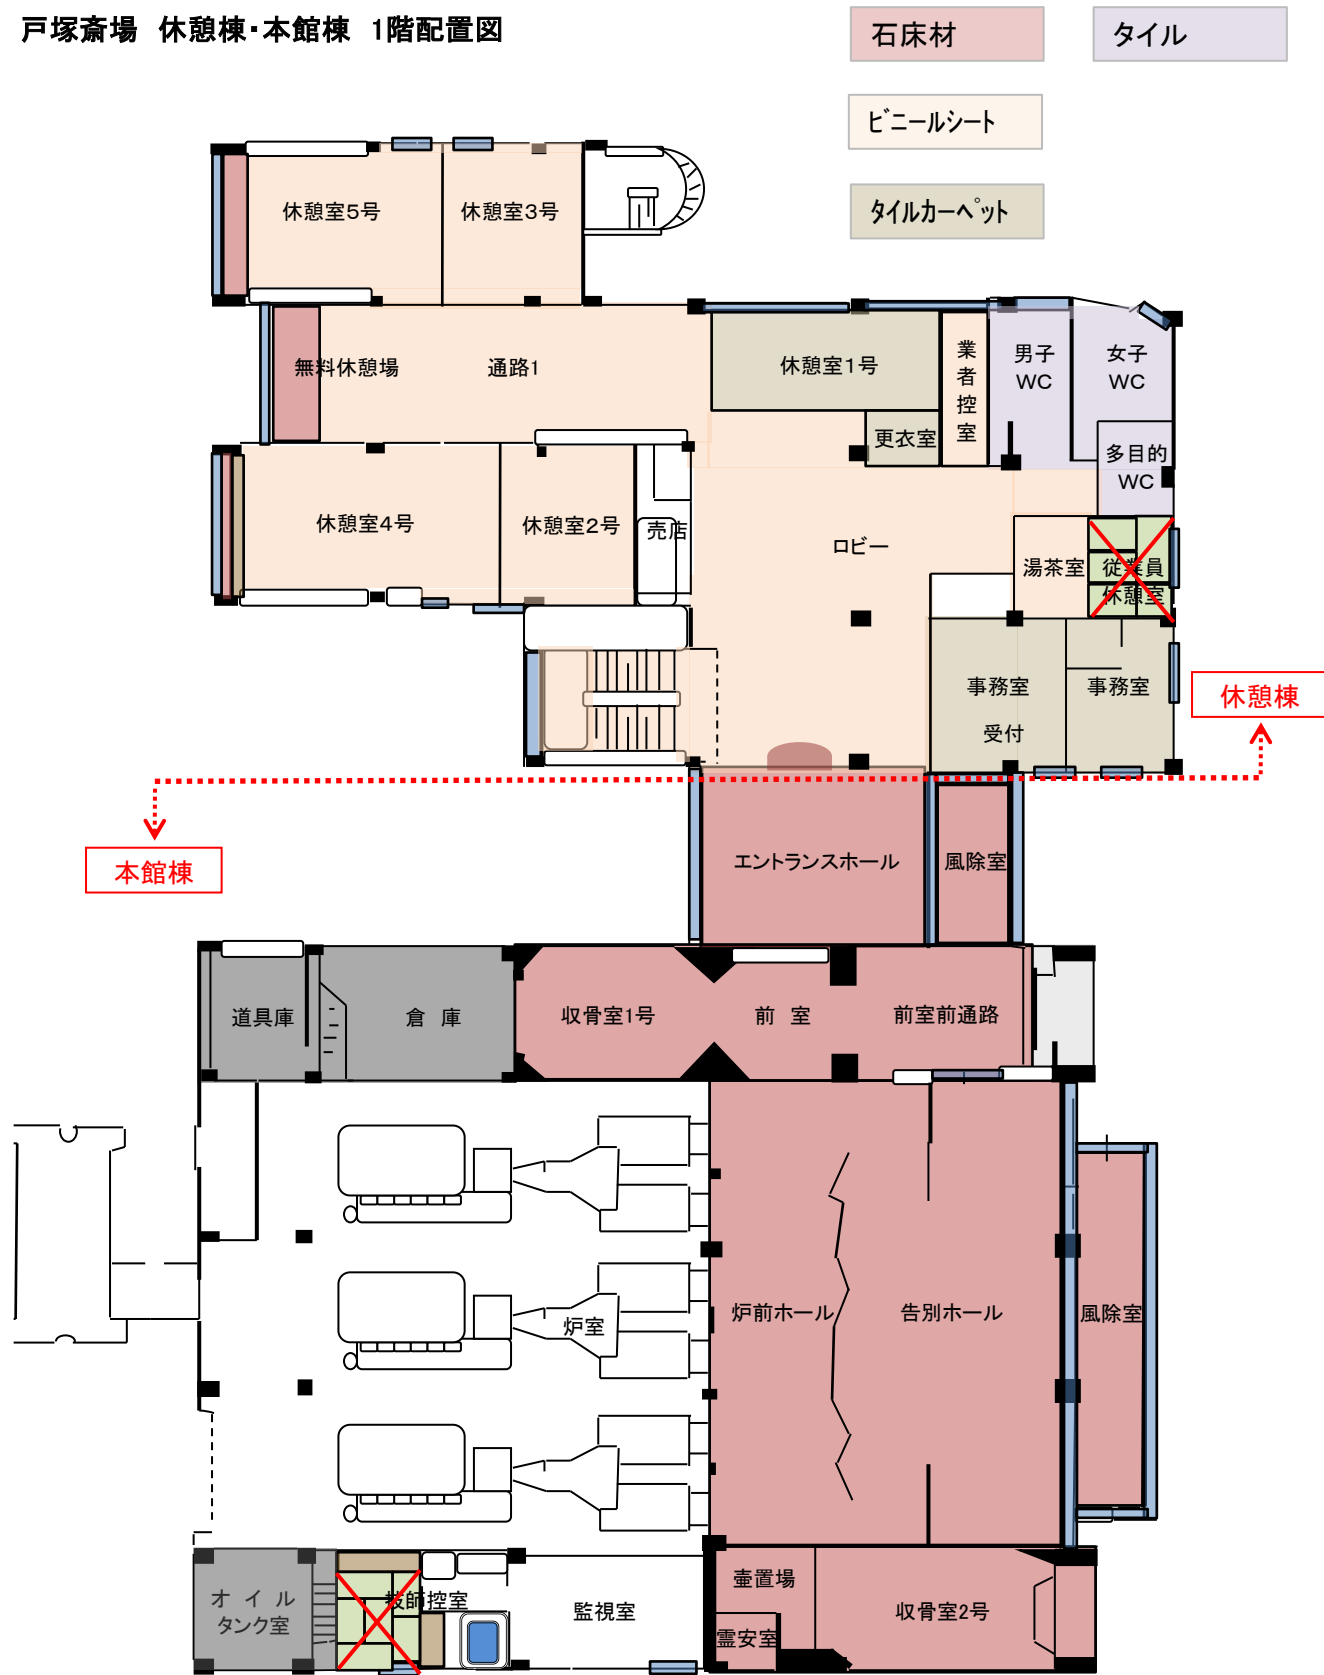 戸塚斎場 休憩棟・本館棟 1階配置図
石床材
タイル
ビニールシート
タイルカーペット
休憩室5号
休憩室3号
無料休憩場
通路1
休憩室1号
業者控室
男子
WC
女子
WC
更衣室
多目的
WC
休憩室4号
休憩室2号
売店
ロビー
湯茶室
従業員
休憩室
事務室
受付
事務室
休憩棟
本館棟
エントランスホール
風除室
道具庫
倉 庫
収骨室1号
前 室
前室前通路
炉室
炉前ホール
告別ホール
風除室
オ イ ル
タンク室
技師控室
監視室
壷置場
霊安室
収骨室2号